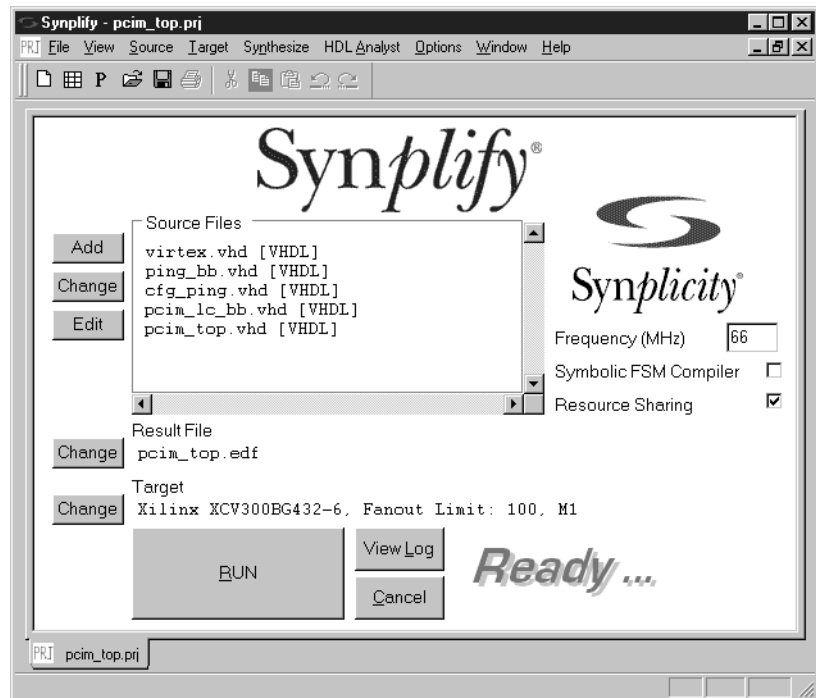 Synplify - pcim_top.prj
PRJ File View Source Target Synthesize HDL Analyst Options Window Help
P
Synplify®
Source Files
Add
Change
Edit
virtex.vhd [VHDL]
ping_bb.vhd [VHDL]
cfg_ping.vhd [VHDL]
pcim_lc_bb.vhd [VHDL]
pcim_top.vhd [VHDL]
Synplicity®
Frequency (MHz) 66
Symbolic FSM Compiler
Resource Sharing
Result File
Change pcim_top.edf
Target
Change Xilinx XCV300BG432-6, Fanout Limit: 100, M1
RUN
View Log
Cancel
Ready ...
PRJ pcim_top.prj